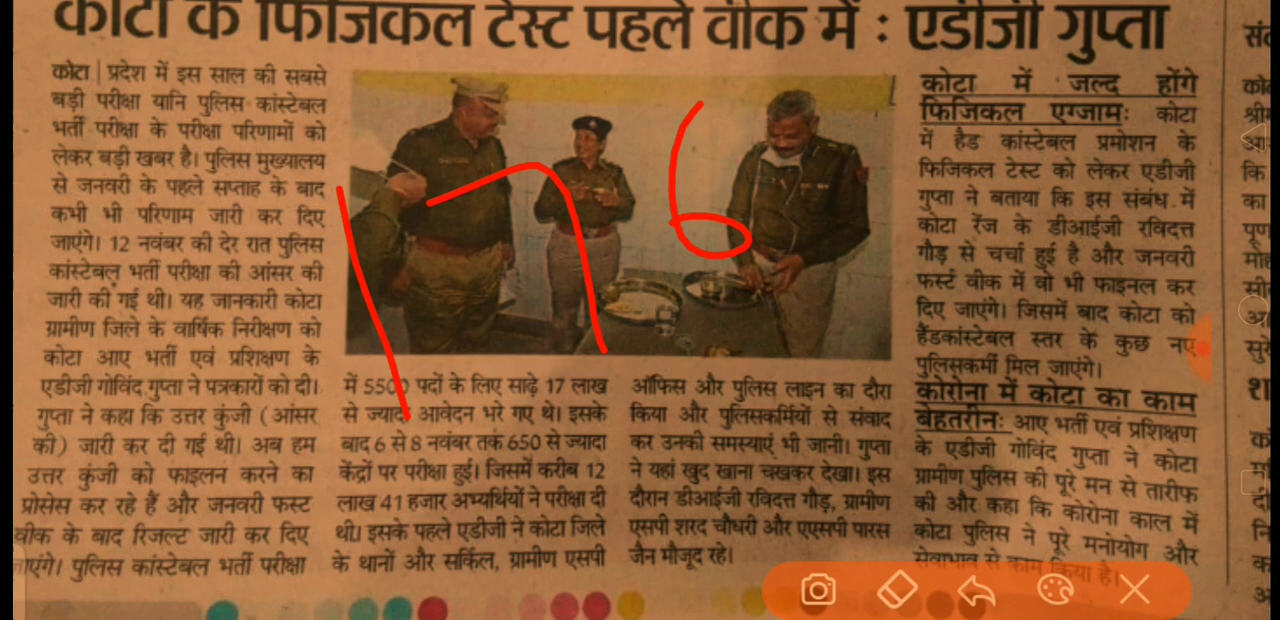 कोटा के फिजिकल टेस्ट पहले वीक में : एडीजी गुप्ता
कोटा | प्रदेश में इस साल की सबसे
बड़ी परीक्षा यानि पुलिस कांस्टेबल
भर्ती परीक्षा के परीक्षा परिणामों को
लेकर बड़ी खबर है। पुलिस मुख्यालय
से जनवरी के पहले सप्ताह के बाद
कभी भी परिणाम जारी कर दिए
जाएंगे। 12 नवंबर की देर रात पुलिस
कांस्टेबल भर्ती परीक्षा की आंसर की
जारी की गई थी। यह जानकारी कोटा
ग्रामीण जिले के वार्षिक निरीक्षण को
कोटा आए भर्ती एवं प्रशिक्षण के
एडीजी गोविंद गुप्ता ने पत्रकारों को दी।
गुप्ता ने कहा कि उत्तर कुंजी (आंसर
की) जारी कर दी गई थी। अब हम
उत्तर कुंजी को फाइलन करने का
प्रोसेस कर रहे हैं और जनवरी फस्ट
वीक के बाद रिजल्ट जारी कर दिए
जाएंगे। पुलिस कांस्टेबल भर्ती परीक्षा
में 5500 पदों के लिए साढ़े 17 लाख
से ज्यादा आवेदन भरे गए थे। इसके
बाद 6 से 8 नवंबर तक 650 से ज्यादा
केंद्रों पर परीक्षा हुई। जिसमें करीब 12
लाख 41 हजार अभ्यर्थियों ने परीक्षा दी
थी। इसके पहले एडीजी ने कोटा जिले
के थानों और सर्किल, ग्रामीण एसपी
ऑफिस और पुलिस लाइन का दौरा
किया और पुलिसकर्मियों से संवाद
कर उनकी समस्याएं भी जानी। गुप्ता
ने यहां खुद खाना चखकर देखा। इस
दौरान डीआईजी रविदत्त गौड़, ग्रामीण
एसपी शरद चौधरी और एएसपी पारस
जैन मौजूद रहे।
कोटा में जल्द होंगे
फिजिकल एग्जाम: कोटा
में हैड कांस्टेबल प्रमोशन के
फिजिकल टेस्ट को लेकर एडीजी
गुप्ता ने बताया कि इस संबंध में
कोटा रेंज के डीआईजी रविदत्त
गौड़ से चर्चा हुई है और जनवरी
फर्स्ट वीक में वो भी फाइनल कर
दिए जाएंगे। जिसमें बाद कोटा को
हैडकांस्टेबल स्तर के कुछ नए
पुलिसकर्मी मिल जाएंगे।
कोरोना में कोटा का काम
बेहतरीन: आए भर्ती एवं प्रशिक्षण
के एडीजी गोविंद गुप्ता ने कोटा
ग्रामीण पुलिस की पूरे मन से तारीफ
की और कहा कि कोरोना काल में
कोटा पुलिस ने पूरे मनोयोग और
सेवाभाव से काम किया है।